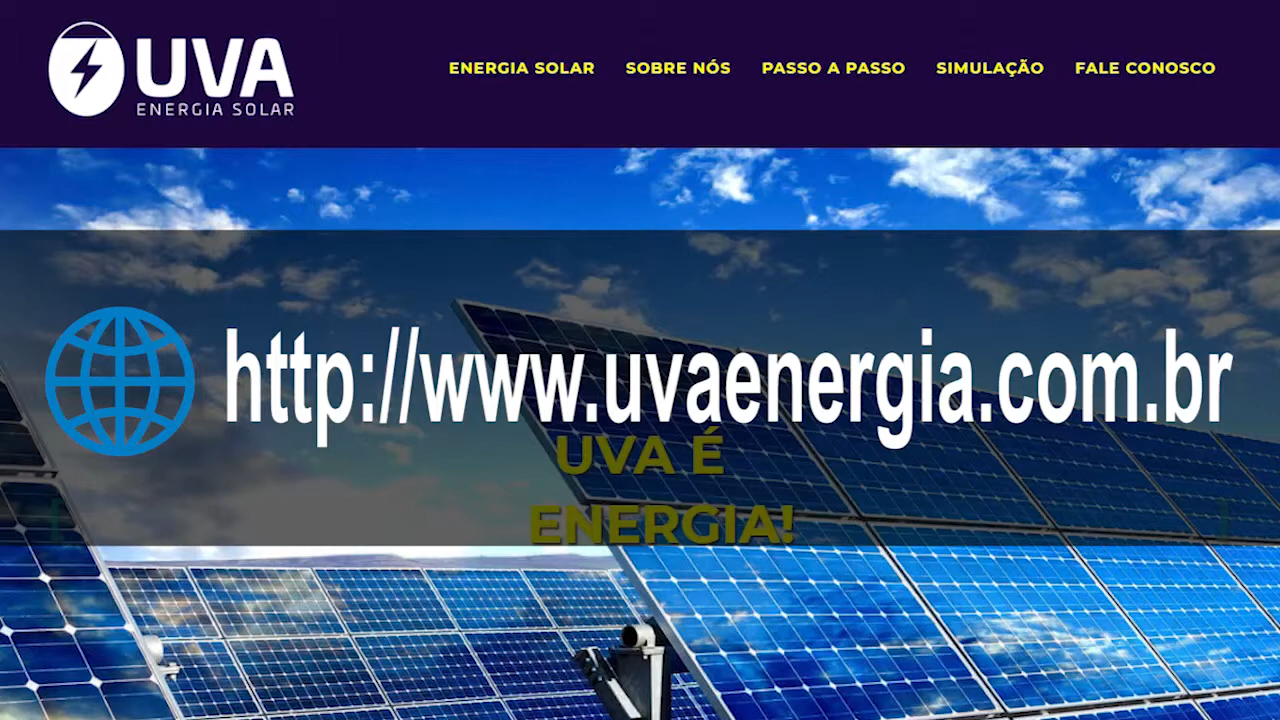 UVA
ENERGIA SOLAR
ENERGIA SOLAR SOBRE NÓS PASSO A PASSO SIMULAÇÃO FALE CONOSCO
http://www.uvaenergia.com.br
UVA É
ENERGIA!